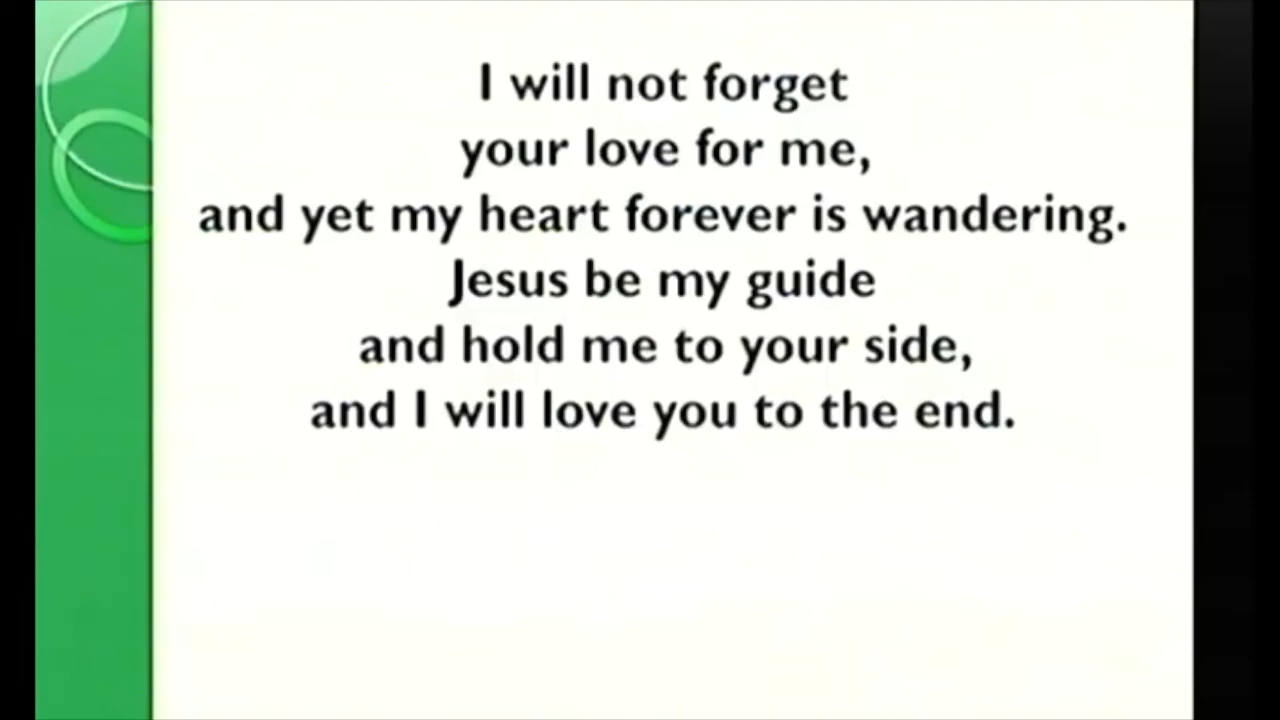 I will not forget
your love for me,
and yet my heart forever is wandering.
Jesus be my guide
and hold me to your side,
and I will love you to the end.